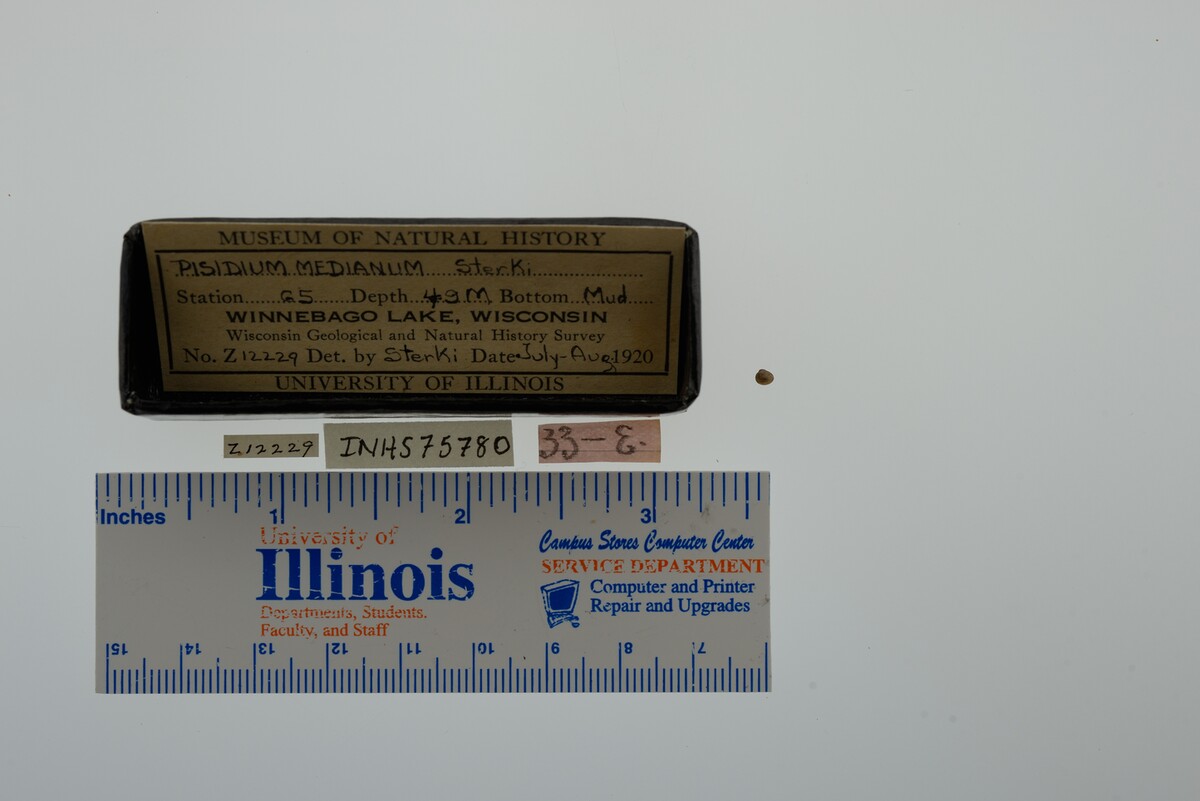 MUSEUM OF NATURAL HISTORY
PISIDIUM MEDIANUM Sterki
Station 65 Depth M Bottom Mud
WINNEBAGO LAKE, WISCONSIN
Wisconsin Geological and Natural History Survey
No. Z12229 Det. by Sterki Date July-Aug 1920
UNIVERSITY OF ILLINOIS
Z12229
INHS75780
33-E.
Inches 1 2 3
University of
Illinois
Departments, Students.
Faculty, and Staff
Campus Stores Computer Center
SERVICE DEPARTMENT
Computer and Printer
Repair and Upgrades
15 14 13 12 11 10 9 8 7